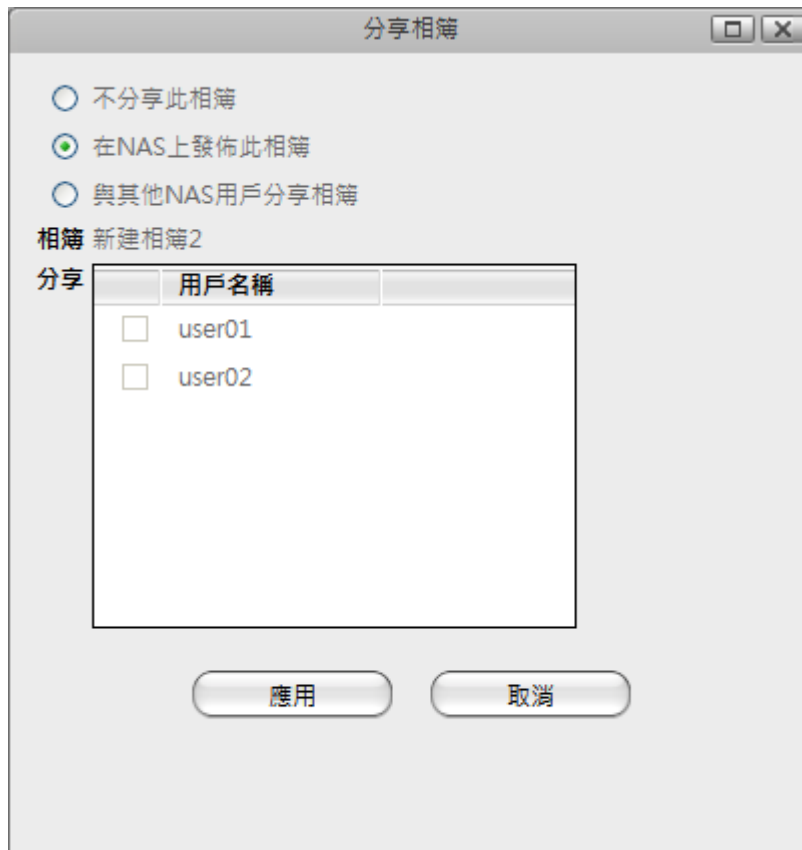 分享相簿
不分享此相簿
在NAS上發佈此相簿
與其他NAS用戶分享相簿
相簿 新建相簿2
分享
用戶名稱
user01
user02
應用 取消